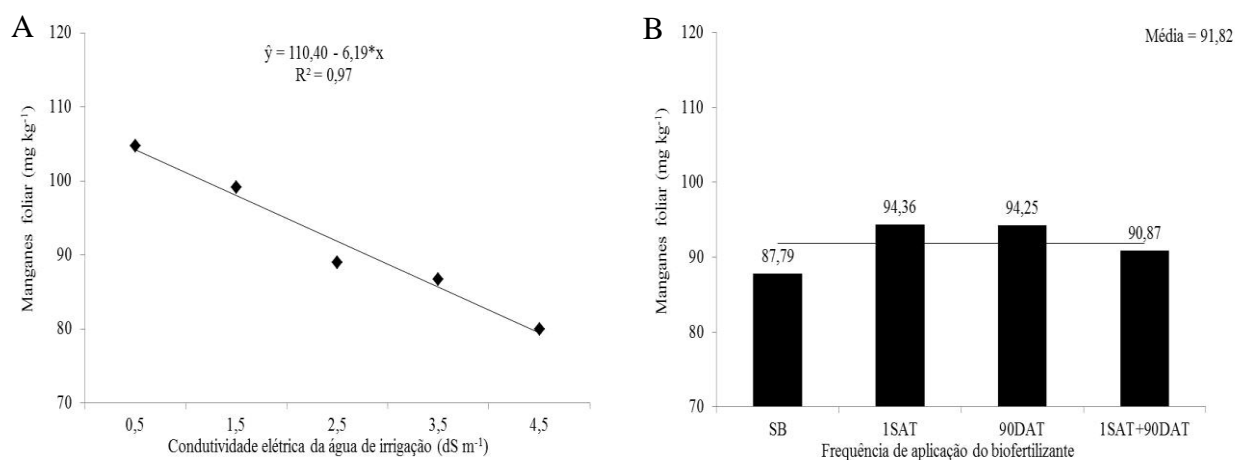 A
ŷ = 110,40 - 6,19*x
R² = 0,97
Manganes foliar (mg kg⁻¹)
120
110
100
90
80
70
0,5 1,5 2,5 3,5 4,5
Condutividade elétrica da água de irrigação (dS m⁻¹)
B
Média = 91,82
Manganes foliar (mg kg⁻¹)
120
110
100
90
80
70
87,79
94,36
94,25
90,87
SB 1SAT 90DAT 1SAT+90DAT
Frequência de aplicação do biofertilizante